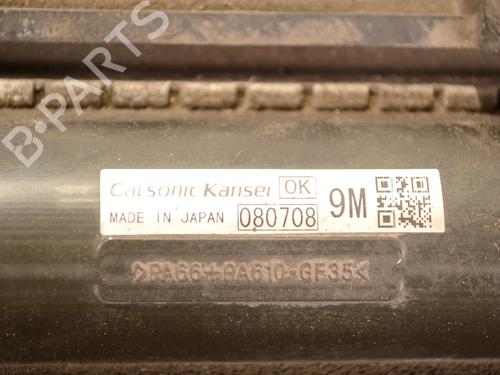 B-PARTS
Calsonic Kansei OK
MADE IN JAPAN 080708 9M
>PA66+PA610-GF35<